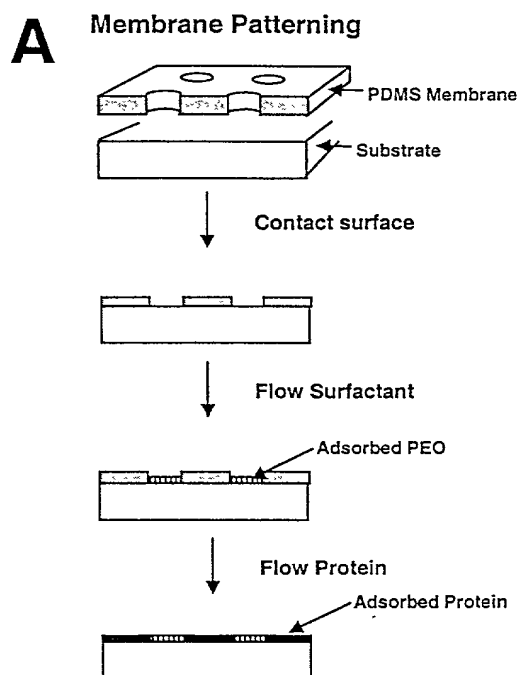 A
Membrane Patterning
PDMS Membrane
Substrate
Contact surface
Flow Surfactant
Adsorbed PEO
Flow Protein
Adsorbed Protein